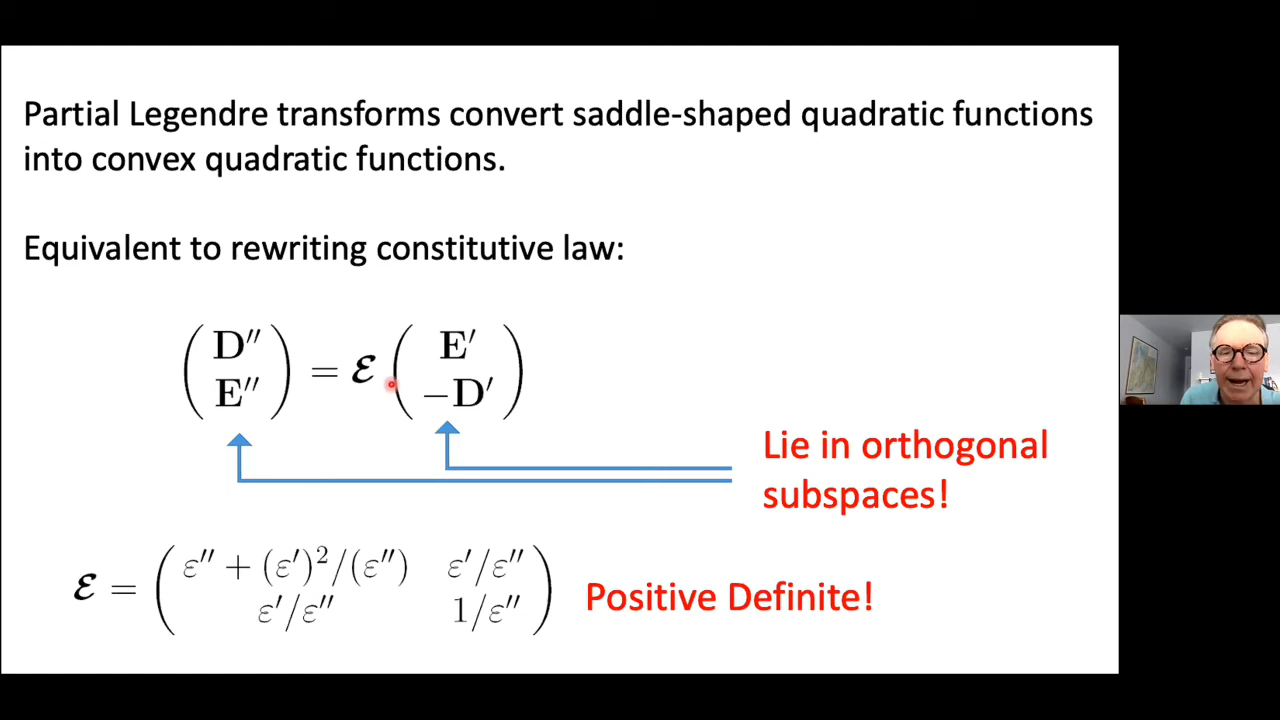 Partial Legendre transforms convert saddle-shaped quadratic functions
into convex quadratic functions.
Equivalent to rewriting constitutive law:
( D″ ) = 𝓔 ( E′ )
( E″ ) ( −D′ )
Lie in orthogonal
subspaces!
𝓔 = ( ε″ + (ε′)²/(ε″) ε′/ε″ )
( ε′/ε″ 1/ε″ )
Positive Definite!